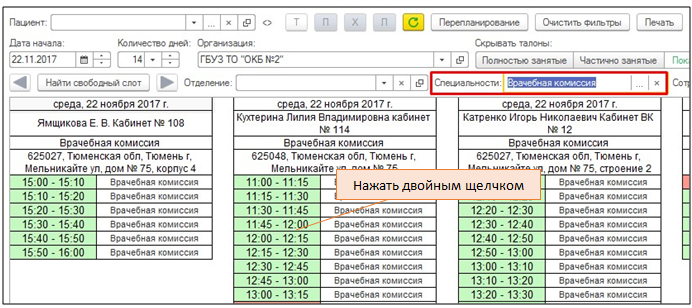 Пациент: ... × <> Т П Х Л Перепланирование Очистить фильтры Печать
Дата начала: Количество дней: Организация: Скрывать талоны:
22.11.2017 14 ГБУЗ ТО "ОКБ №2" Полностью занятые Частично занятые Пока
Найти свободный слот Отделение: × Специальности: Врачебная комиссия ... × Сотр
среда, 22 ноября 2017 г.
Ямщикова Е. В. Кабинет № 108
Врачебная комиссия
625027, Тюменская обл, Тюмень г,
Мельникайте ул, дом № 75, корпус 4
15:00 - 15:10 Врачебная комиссия
15:10 - 15:20 Врачебная комиссия
15:20 - 15:30 Врачебная комиссия
15:30 - 15:40 Врачебная комиссия
15:40 - 15:50 Врачебная комиссия
15:50 - 16:00 Врачебная комиссия
среда, 22 ноября 2017 г.
Кухтерина Лилия Владимировна кабинет
№ 114
Врачебная комиссия
625048, Тюменская обл, Тюмень г,
Мельникайте ул, дом № 75,
11:00 - 11:15 Врачебная комиссия
11:15 - 11:30
11:30 - 11:45
11:45 - 12:00 Врачебная комиссия
12:00 - 12:15 Врачебная комиссия
12:15 - 12:30 Врачебная комиссия
12:30 - 12:45 Врачебная комиссия
12:45 - 13:00 Врачебная комиссия
13:00 - 13:15 Врачебная комиссия
среда, 22 ноября 2017 г.
Катренко Игорь Николаевич Кабинет ВК
№ 12
Врачебная комиссия
625027, Тюменская обл, Тюмень г,
Мельникайте ул, дом № 75, строение 2
Врачебная комиссия
12:20 - 12:30 Врачебная комиссия
12:30 - 12:40 Врачебная комиссия
12:40 - 12:50 Врачебная комиссия
12:50 - 13:00 Врачебная комиссия
13:00 - 13:10 Врачебная комиссия
13:10 - 13:20 Врачебная комиссия
13:20 - 13:30 Врачебная комиссия
Нажать двойным щелчком